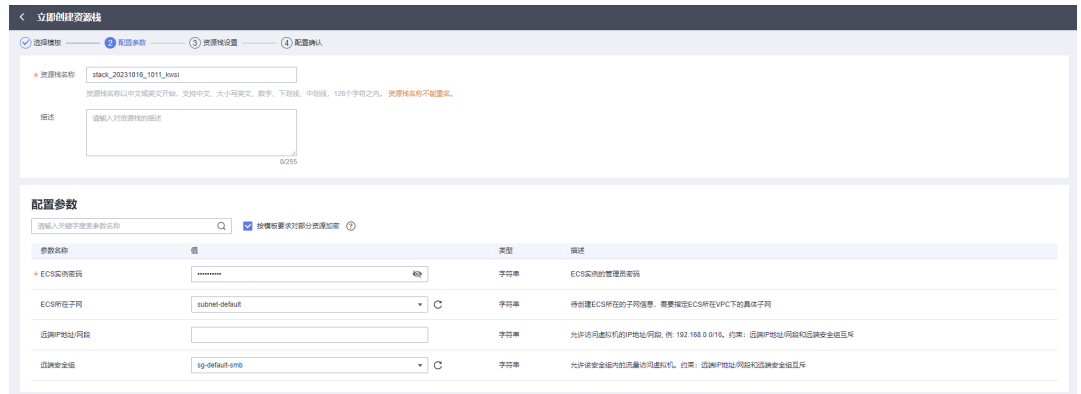 立即创建资源栈
选择模板 2 配置参数 3 资源栈设置 4 配置确认
* 资源栈名称 stack_20231016_1011_kwsi
资源栈名称以中文或英文开始，支持中文、大小写英文、数字、下划线、中划线，128个字符之内。资源栈名称不能重名。
描述 请输入对资源栈的描述
0/255
配置参数
请输入关键字搜索参数名称 按模板要求对部分资源加密
参数名称 值 类型 描述
* ECS实例密码 •••••••••• 字符串 ECS实例的管理员密码
ECS所在子网 subnet-default 字符串 待创建ECS所在的子网信息，需要指定ECS所在VPC下的具体子网
远端IP地址/网段 字符串 允许访问虚拟机的IP地址/网段, 例: 192.168.0.0/16。约束：远端IP地址/网段和远端安全组互斥
远端安全组 sg-default-smb 字符串 允许该安全组内的流量访问虚拟机。约束：远端IP地址/网段和远端安全组互斥